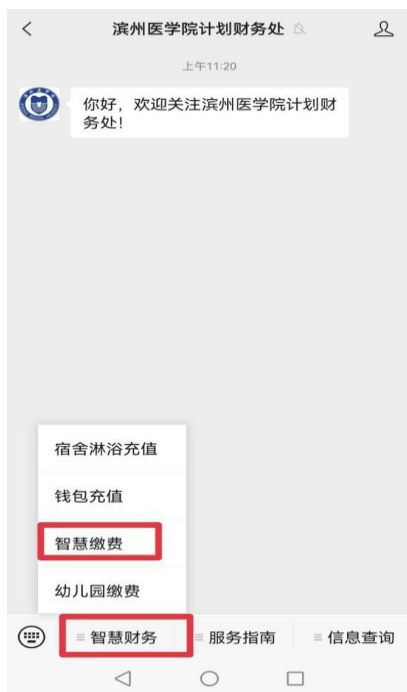 滨州医学院计划财务处
上午11:20
你好，欢迎关注滨州医学院计划财
务处!
宿舍淋浴充值
钱包充值
智慧缴费
幼儿园缴费
智慧财务
服务指南
信息查询